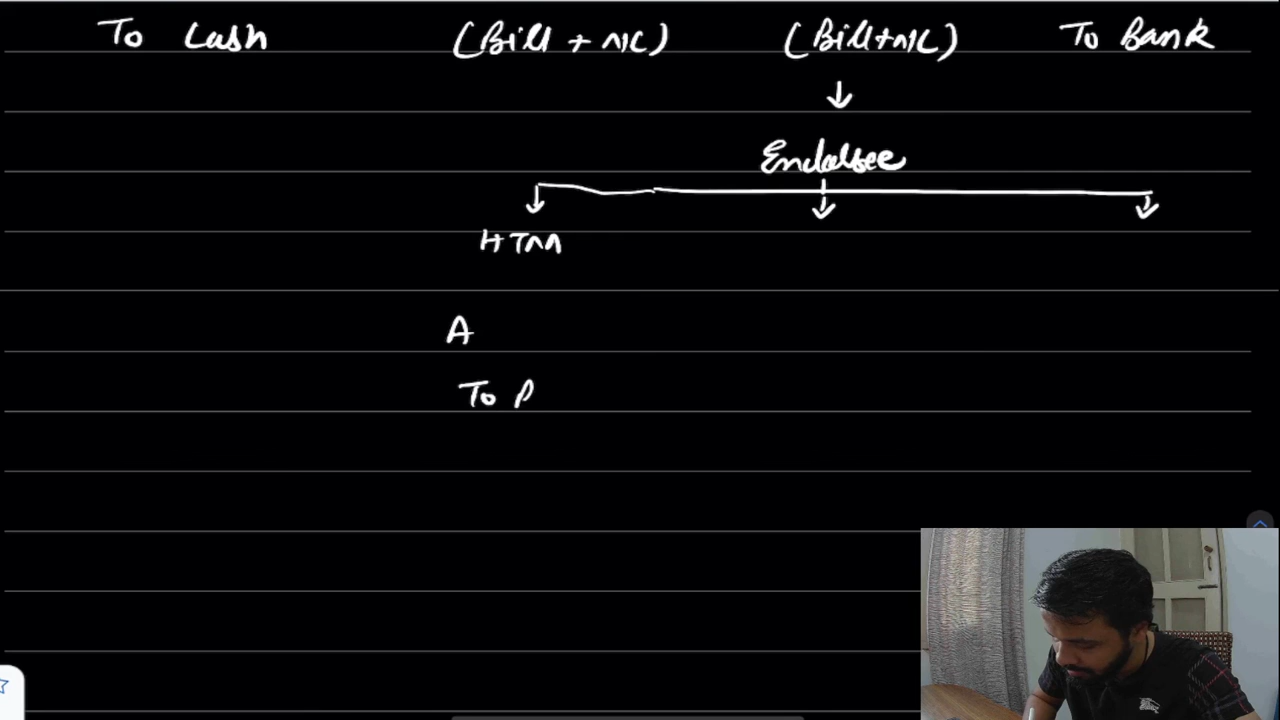 To Cash (Bill + N/C) (Bill+N/C) To Bank
↓
Endorsee
↓ ↓ ↓
HTM
A
To